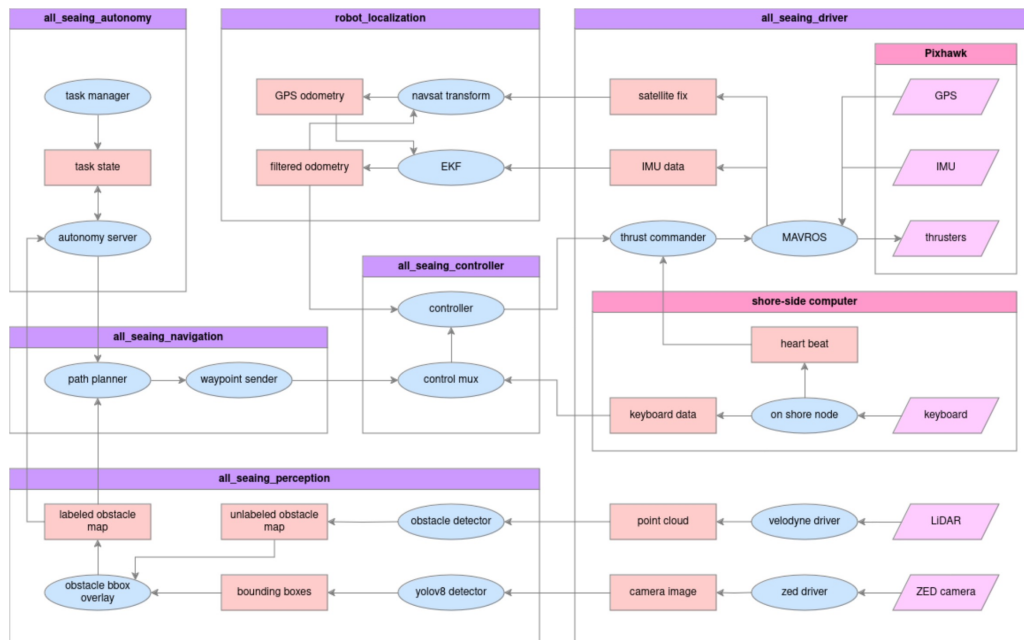 all_seaing_autonomy
robot_localization
all_seaing_driver
Pixhawk
task manager
GPS odometry
navsat transform
satellite fix
GPS
task state
filtered odometry
EKF
IMU data
IMU
autonomy server
thrust commander
MAVROS
thrusters
all_seaing_controller
controller
shore-side computer
all_seaing_navigation
heart beat
path planner
waypoint sender
control mux
keyboard data
on shore node
keyboard
all_seaing_perception
labeled obstacle
map
unlabeled obstacle
map
obstacle detector
point cloud
velodyne driver
LiDAR
obstacle bbox
overlay
bounding boxes
yolov8 detector
camera image
zed driver
ZED camera